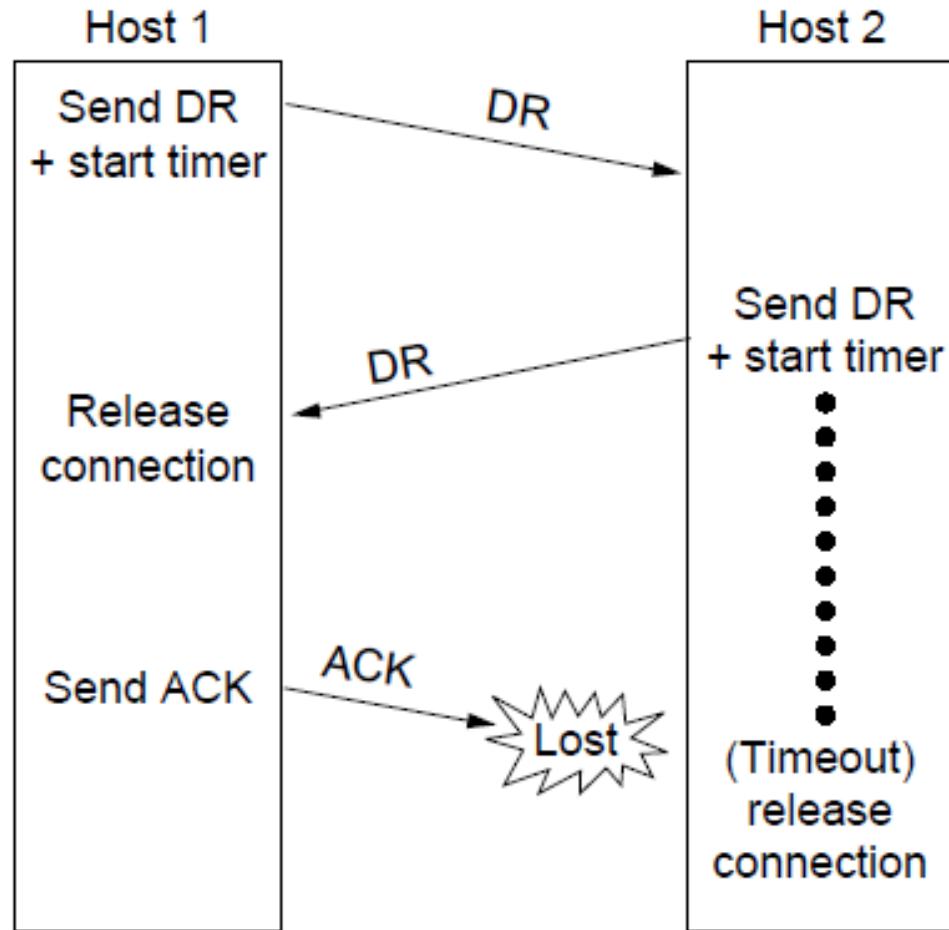 Host 1
Host 2
Send DR
+ start timer
DR
Send DR
+ start timer
DR
Release
connection
Send ACK
ACK
Lost
(Timeout)
release
connection